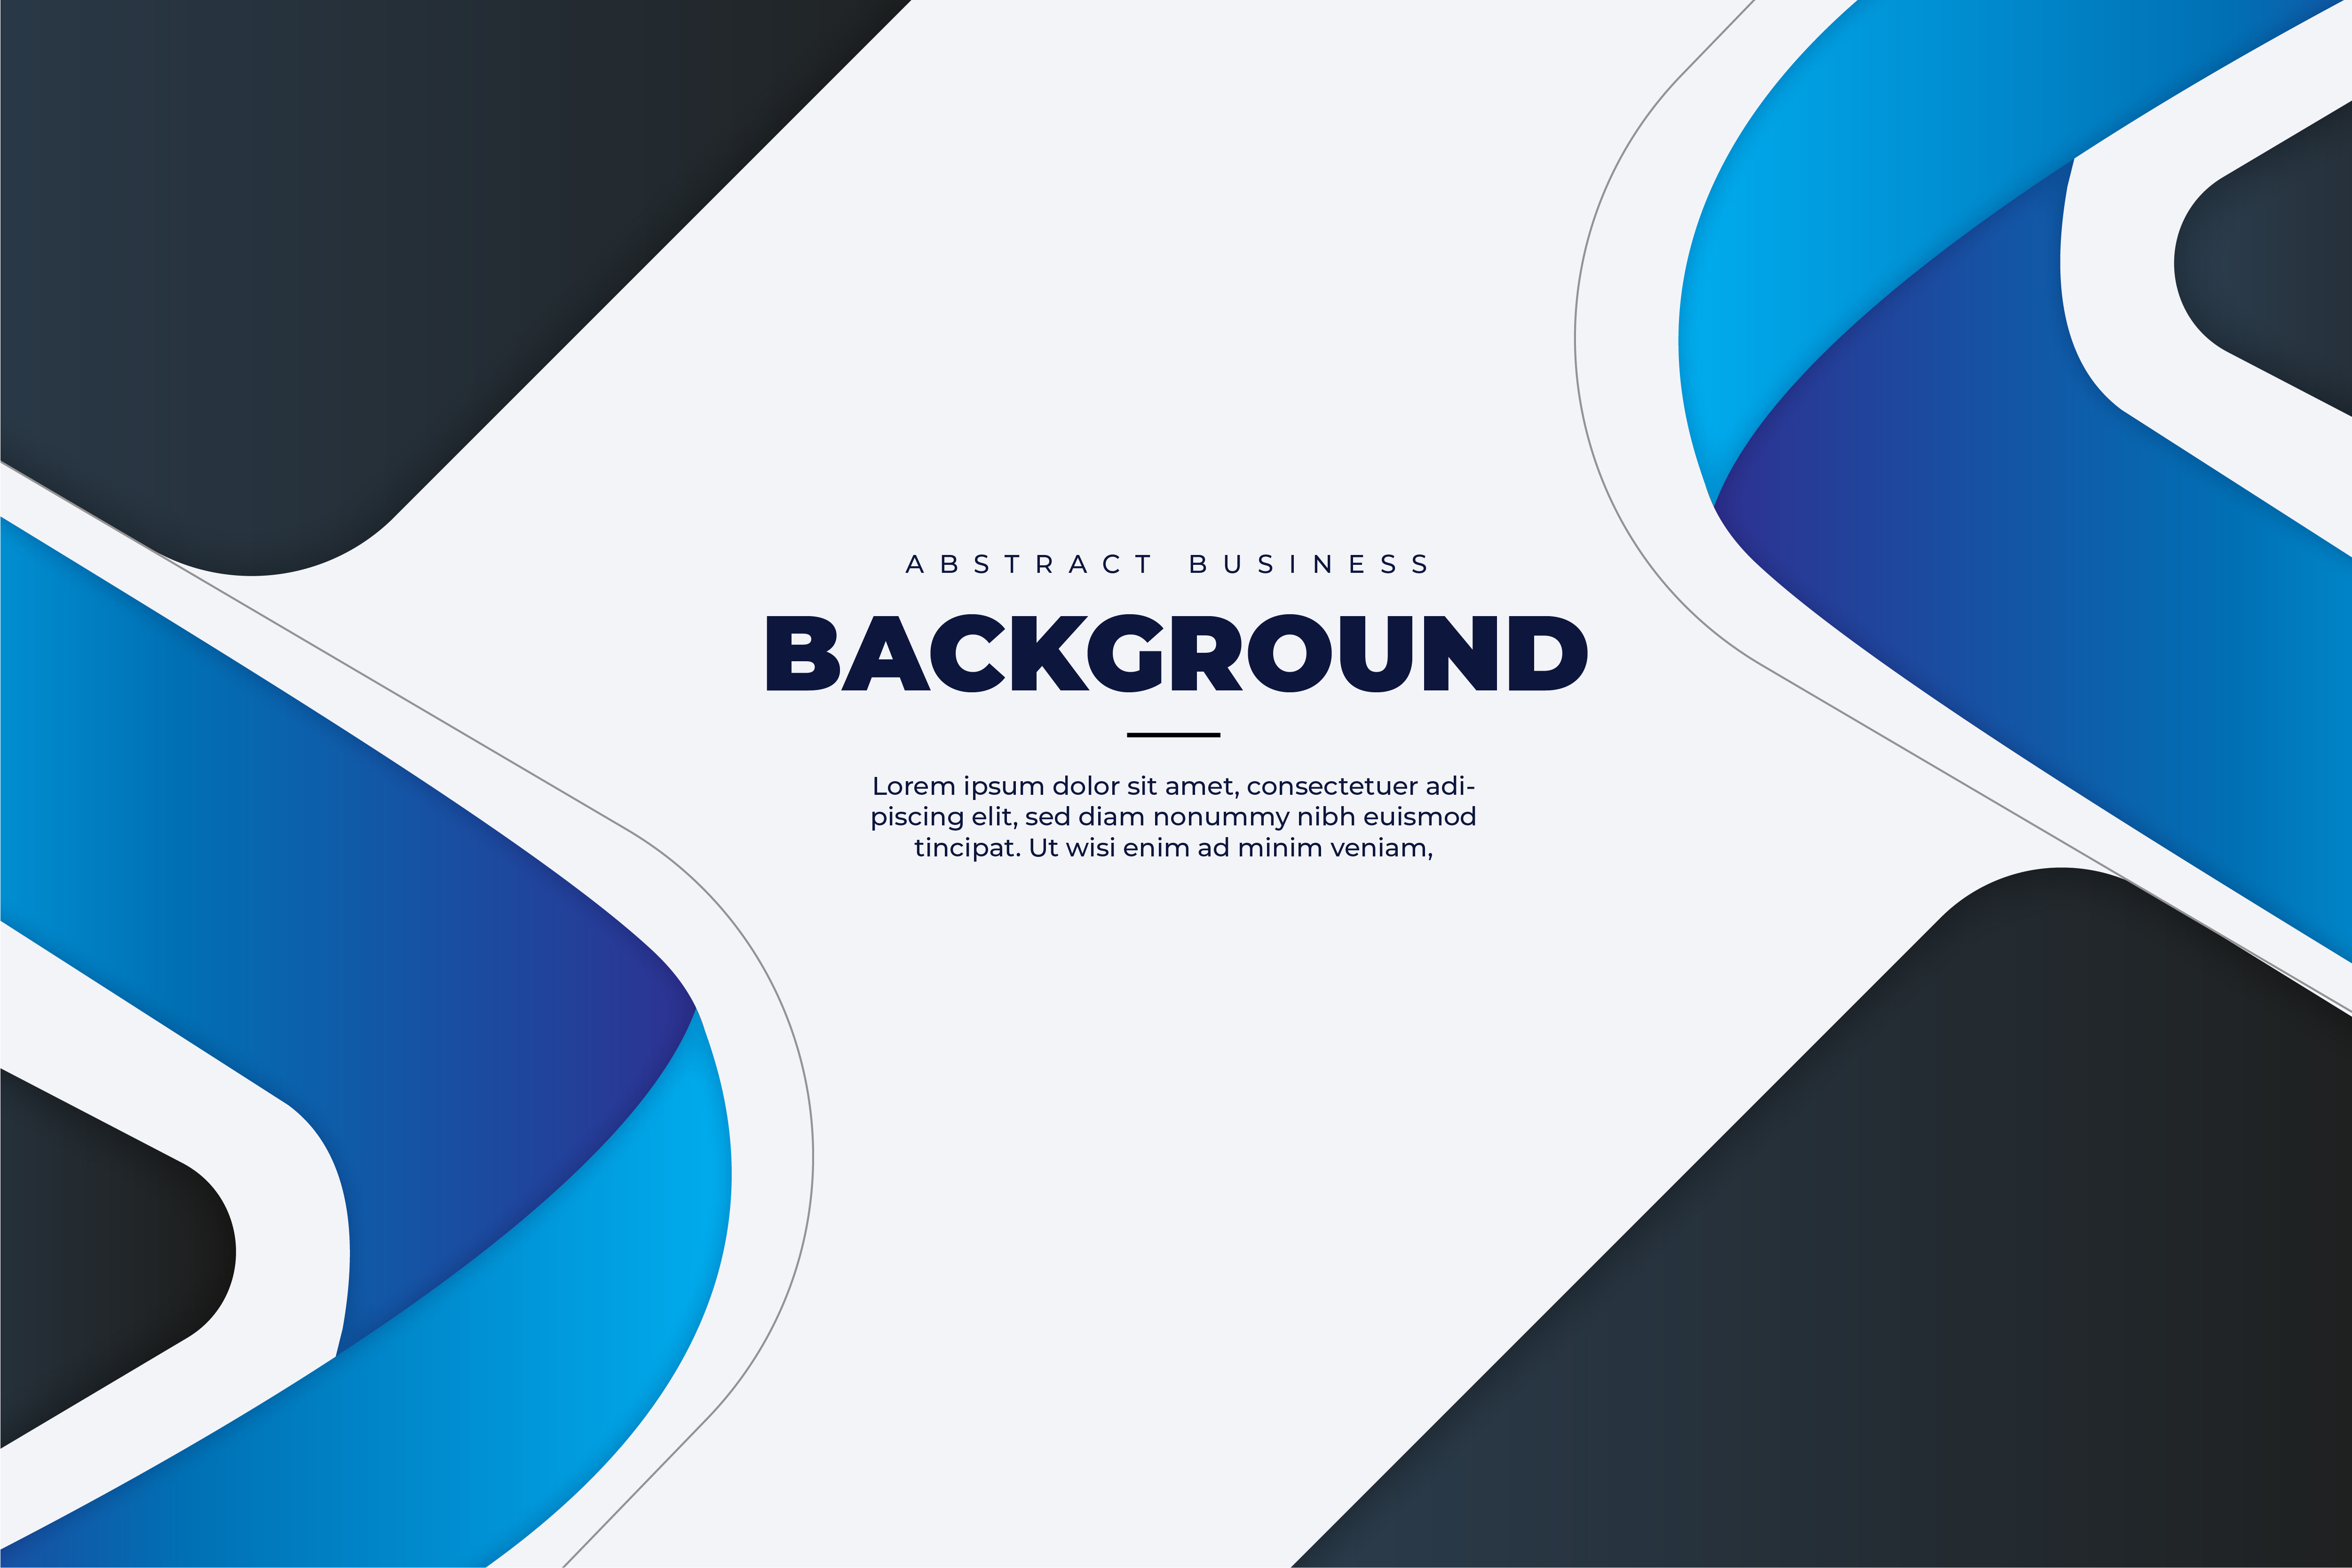 ABSTRACT BUSINESS
BACKGROUND
Lorem ipsum dolor sit amet, consectetuer adi-
piscing elit, sed diam nonummy nibh euismod
tincipat. Ut wisi enim ad minim veniam,